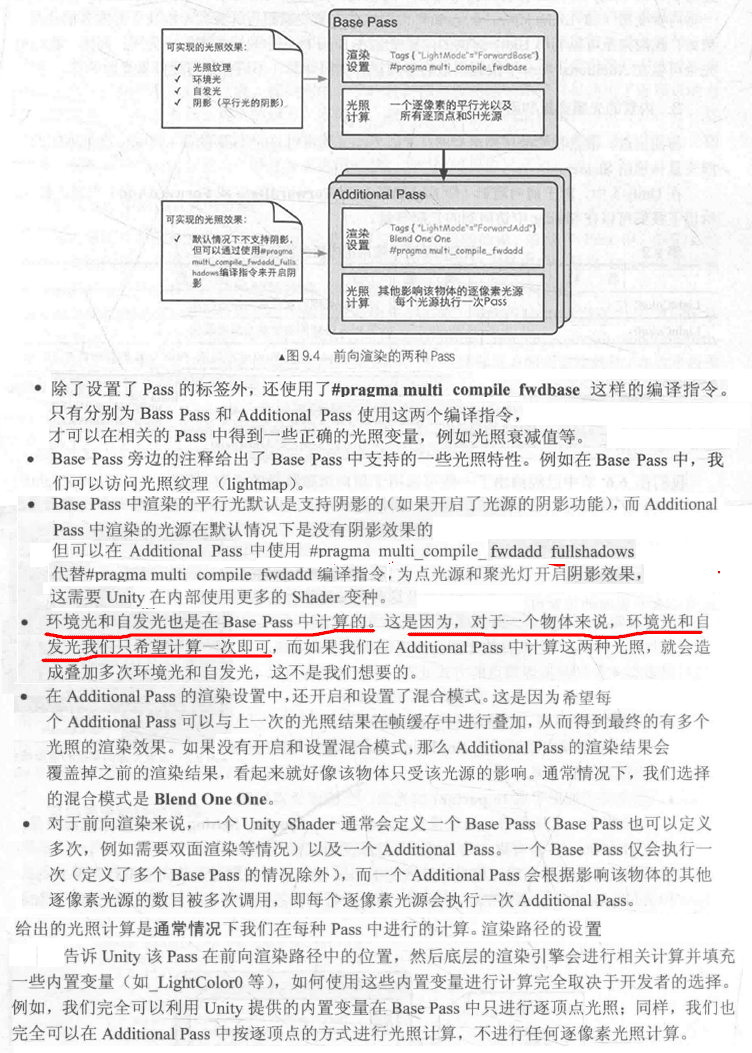 Base Pass
可实现的光照效果:
✓ 光照纹理
✓ 环境光
✓ 自发光
✓ 阴影（平行光的阴影）
渲染
设置
Tags { "LightMode"="ForwardBase"}
#pragma multi_compile_fwdbase
光照
计算
一个逐像素的平行光以及
所有逐顶点和SH光源
Additional Pass
可实现的光照效果:
✓ 默认情况下不支持阴影,
但可以通过使用#pragma
multi_compile_fwdadd_fulls
hadows编译指令来开启阴
影
渲染
设置
Tags { "LightMode"="ForwardAdd"}
Blend One One
#pragma multi_compile_fwdadd
光照
计算
其他影响该物体的逐像素光源
每个光源执行一次Pass
▲图 9.4 前向渲染的两种 Pass
● 除了设置了 Pass 的标签外，还使用了#pragma multi compile fwdbase 这样的编译指令。
只有分别为 Bass Pass 和 Additional Pass 使用这两个编译指令，
才可以在相关的 Pass 中得到一些正确的光照变量，例如光照衰减值等。
● Base Pass 旁边的注释给出了 Base Pass 中支持的一些光照特性。例如在 Base Pass 中，我
们可以访问光照纹理（lightmap）。
● Base Pass 中渲染的平行光默认是支持阴影的（如果开启了光源的阴影功能），而 Additional
Pass 中渲染的光源在默认情况下是没有阴影效果的
但可以在 Additional Pass 中使用 #pragma multi_compile_ fwdadd fullshadows
代替#pragma multi compile fwdadd 编译指令，为点光源和聚光灯开启阴影效果，
这需要 Unity 在内部使用更多的 Shader 变种。
● 环境光和自发光也是在 Base Pass 中计算的。这是因为，对于一个物体来说，环境光和自
发光我们只希望计算一次即可，而如果我们在 Additional Pass 中计算这两种光照，就会造
成叠加多次环境光和自发光，这不是我们想要的。
● 在 Additional Pass 的渲染设置中，还开启和设置了混合模式。这是因为希望每
个 Additional Pass 可以与上一次的光照结果在帧缓存中进行叠加，从而得到最终的有多个
光照的渲染效果。如果没有开启和设置混合模式，那么 Additional Pass 的渲染结果会
覆盖掉之前的渲染结果，看起来就好像该物体只受该光源的影响。通常情况下，我们选择
的混合模式是 Blend One One。
● 对于前向渲染来说，一个 Unity Shader 通常会定义一个 Base Pass（Base Pass 也可以定义
多次，例如需要双面渲染等情况）以及一个 Additional Pass。一个 Base Pass 仅会执行一
次（定义了多个 Base Pass 的情况除外），而一个 Additional Pass 会根据影响该物体的其他
逐像素光源的数目被多次调用，即每个逐像素光源会执行一次 Additional Pass。
给出的光照计算是通常情况下我们在每种 Pass 中进行的计算。渲染路径的设置
告诉 Unity 该 Pass 在前向渲染路径中的位置，然后底层的渲染引擎会进行相关计算并填充
一些内置变量（如_LightColor0 等），如何使用这些内置变量进行计算完全取决于开发者的选择。
例如，我们完全可以利用 Unity 提供的内置变量在 Base Pass 中只进行逐顶点光照；同样，我们也
完全可以在 Additional Pass 中按逐顶点的方式进行光照计算，不进行任何逐像素光照计算。